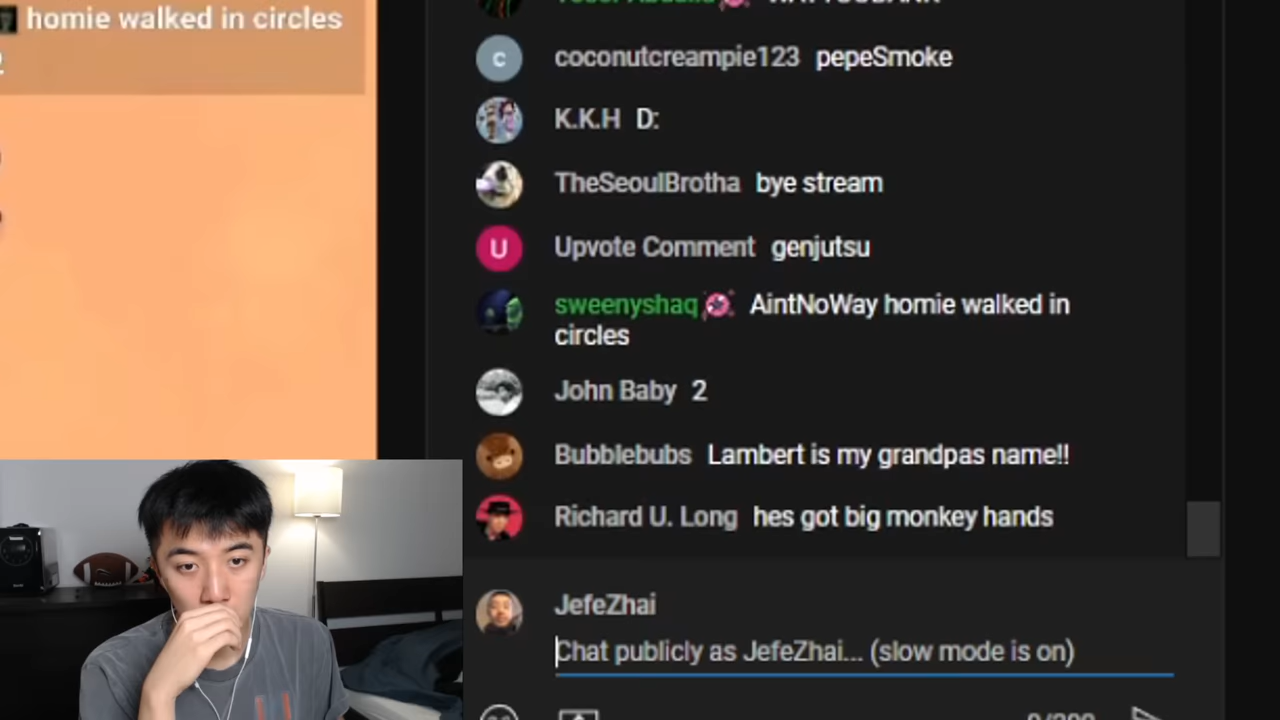 homie walked in circles
coconutcreampie123 pepeSmoke
K.K.H D:
TheSeoulBrotha bye stream
U
Upvote Comment genjutsu
sweenyshaq AintNoWay homie walked in
circles
John Baby 2
Bubblebubs Lambert is my grandpas name!!
Richard U. Long hes got big monkey hands
JefeZhai
Chat publicly as JefeZhai... (slow mode is on)